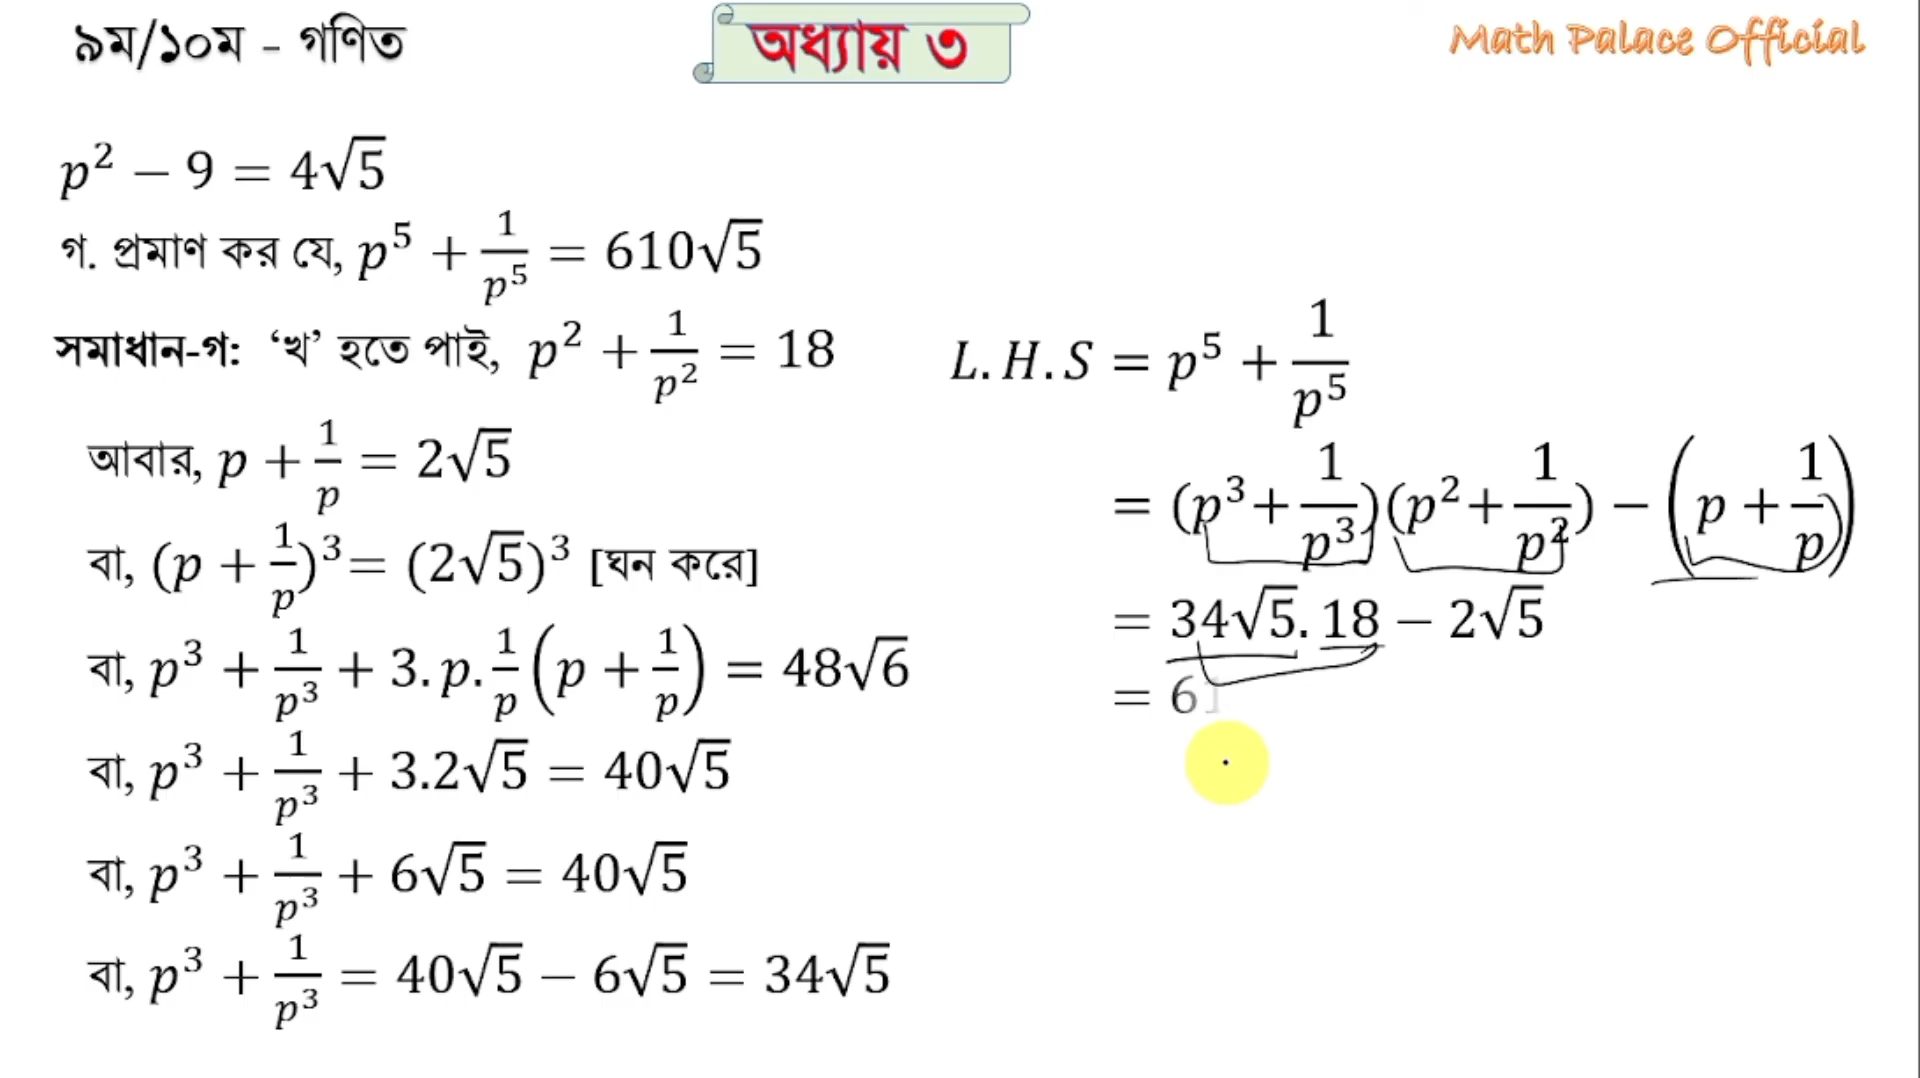 ৯ম/১০ম - গণিত
অধ্যায় ৩
Math Palace Official
p² − 9 = 4√5
গ. প্রমাণ কর যে, p⁵ + 1/p⁵ = 610√5
সমাধান-গ: ‘খ’ হতে পাই, p² + 1/p² = 18
আবার, p + 1/p = 2√5
বা, (p + 1/p)³ = (2√5)³ [ঘন করে]
বা, p³ + 1/p³ + 3.p.1/p(p + 1/p) = 48√6
বা, p³ + 1/p³ + 3.2√5 = 40√5
বা, p³ + 1/p³ + 6√5 = 40√5
বা, p³ + 1/p³ = 40√5 − 6√5 = 34√5
L.H.S = p⁵ + 1/p⁵
= (p³ + 1/p³)(p² + 1/p²) − (p + 1/p)
= 34√5. 18 − 2√5
= 61